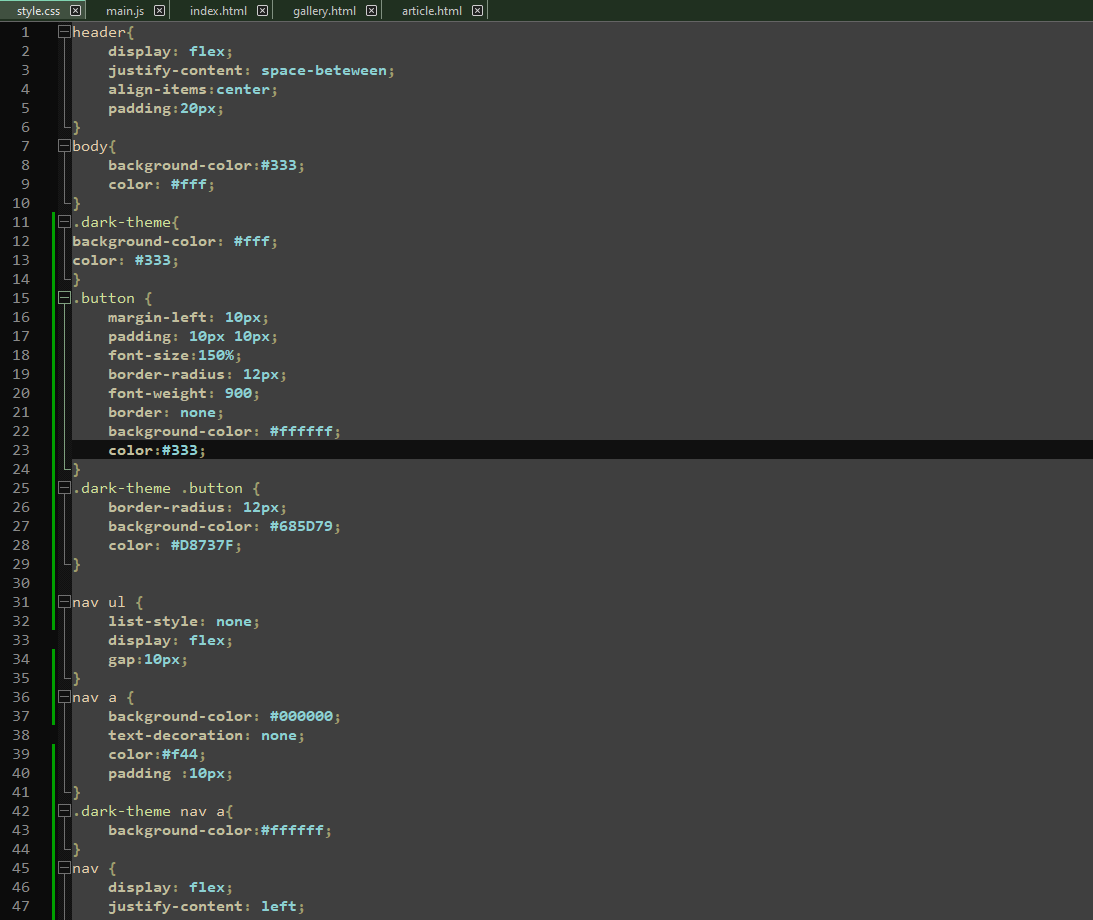 style.css main.js index.html gallery.html article.html
1 header{
2 display: flex;
3 justify-content: space-beteween;
4 align-items:center;
5 padding:20px;
6 }
7 body{
8 background-color:#333;
9 color: #fff;
10 }
11 .dark-theme{
12 background-color: #fff;
13 color: #333;
14 }
15 .button {
16 margin-left: 10px;
17 padding: 10px 10px;
18 font-size:150%;
19 border-radius: 12px;
20 font-weight: 900;
21 border: none;
22 background-color: #ffffff;
23 color:#333;
24 }
25 .dark-theme .button {
26 border-radius: 12px;
27 background-color: #685D79;
28 color: #D8737F;
29 }
30
31 nav ul {
32 list-style: none;
33 display: flex;
34 gap:10px;
35 }
36 nav a {
37 background-color: #000000;
38 text-decoration: none;
39 color:#f44;
40 padding :10px;
41 }
42 .dark-theme nav a{
43 background-color:#ffffff;
44 }
45 nav {
46 display: flex;
47 justify-content: left;